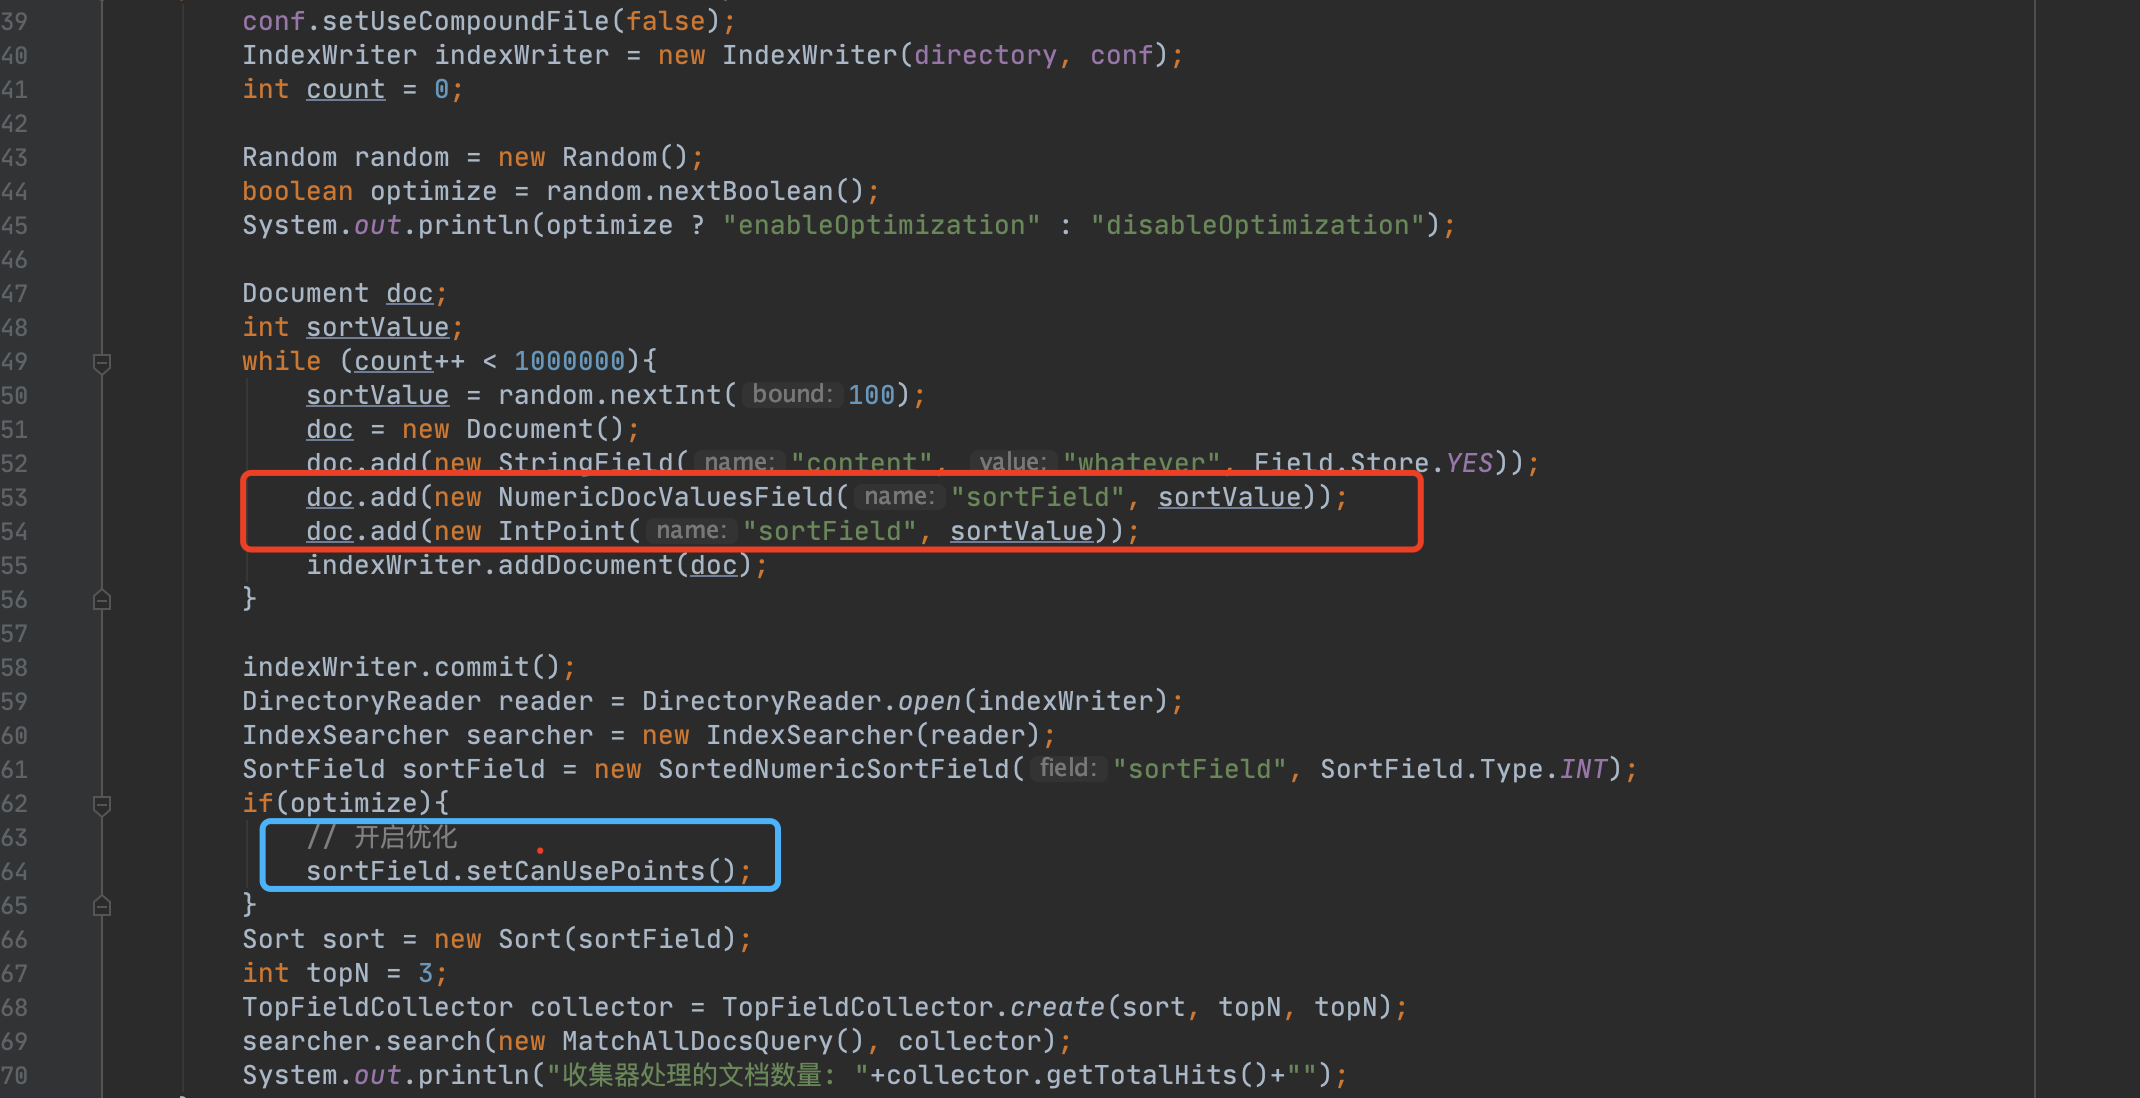 39 conf.setUseCompoundFile(false);
40 IndexWriter indexWriter = new IndexWriter(directory, conf);
41 int count = 0;
42
43 Random random = new Random();
44 boolean optimize = random.nextBoolean();
45 System.out.println(optimize ? "enableOptimization" : "disableOptimization");
46
47 Document doc;
48 int sortValue;
49 while (count++ < 1000000){
50 sortValue = random.nextInt( bound: 100);
51 doc = new Document();
52 doc.add(new StringField( name: "content", value: "whatever", Field.Store.YES));
53 doc.add(new NumericDocValuesField( name: "sortField", sortValue));
54 doc.add(new IntPoint( name: "sortField", sortValue));
55 indexWriter.addDocument(doc);
56 }
57
58 indexWriter.commit();
59 DirectoryReader reader = DirectoryReader.open(indexWriter);
60 IndexSearcher searcher = new IndexSearcher(reader);
61 SortField sortField = new SortedNumericSortField( field: "sortField", SortField.Type.INT);
62 if(optimize){
63 // 开启优化
64 sortField.setCanUsePoints();
65 }
66 Sort sort = new Sort(sortField);
67 int topN = 3;
68 TopFieldCollector collector = TopFieldCollector.create(sort, topN, topN);
69 searcher.search(new MatchAllDocsQuery(), collector);
70 System.out.println("收集器处理的文档数量: "+collector.getTotalHits()+"");